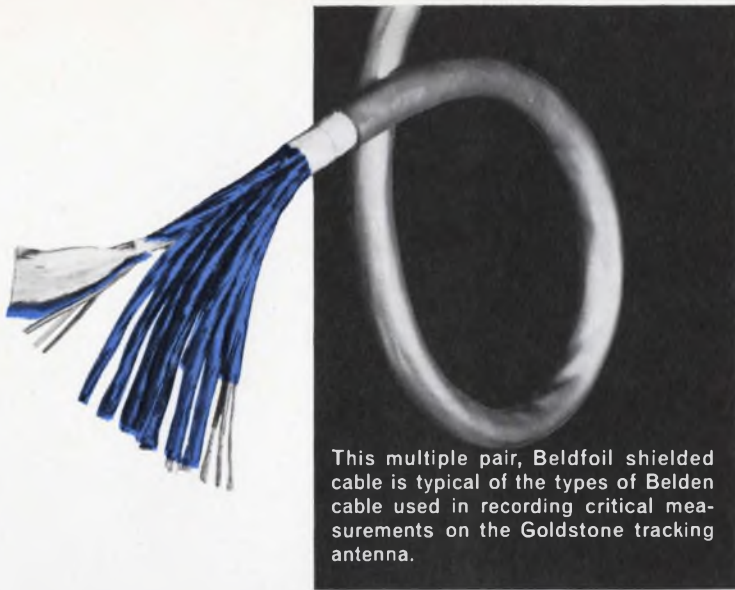 This multiple pair, Beldfoil shielded
cable is typical of the types of Belden
cable used in recording critical mea-
surements on the Goldstone tracking
antenna.